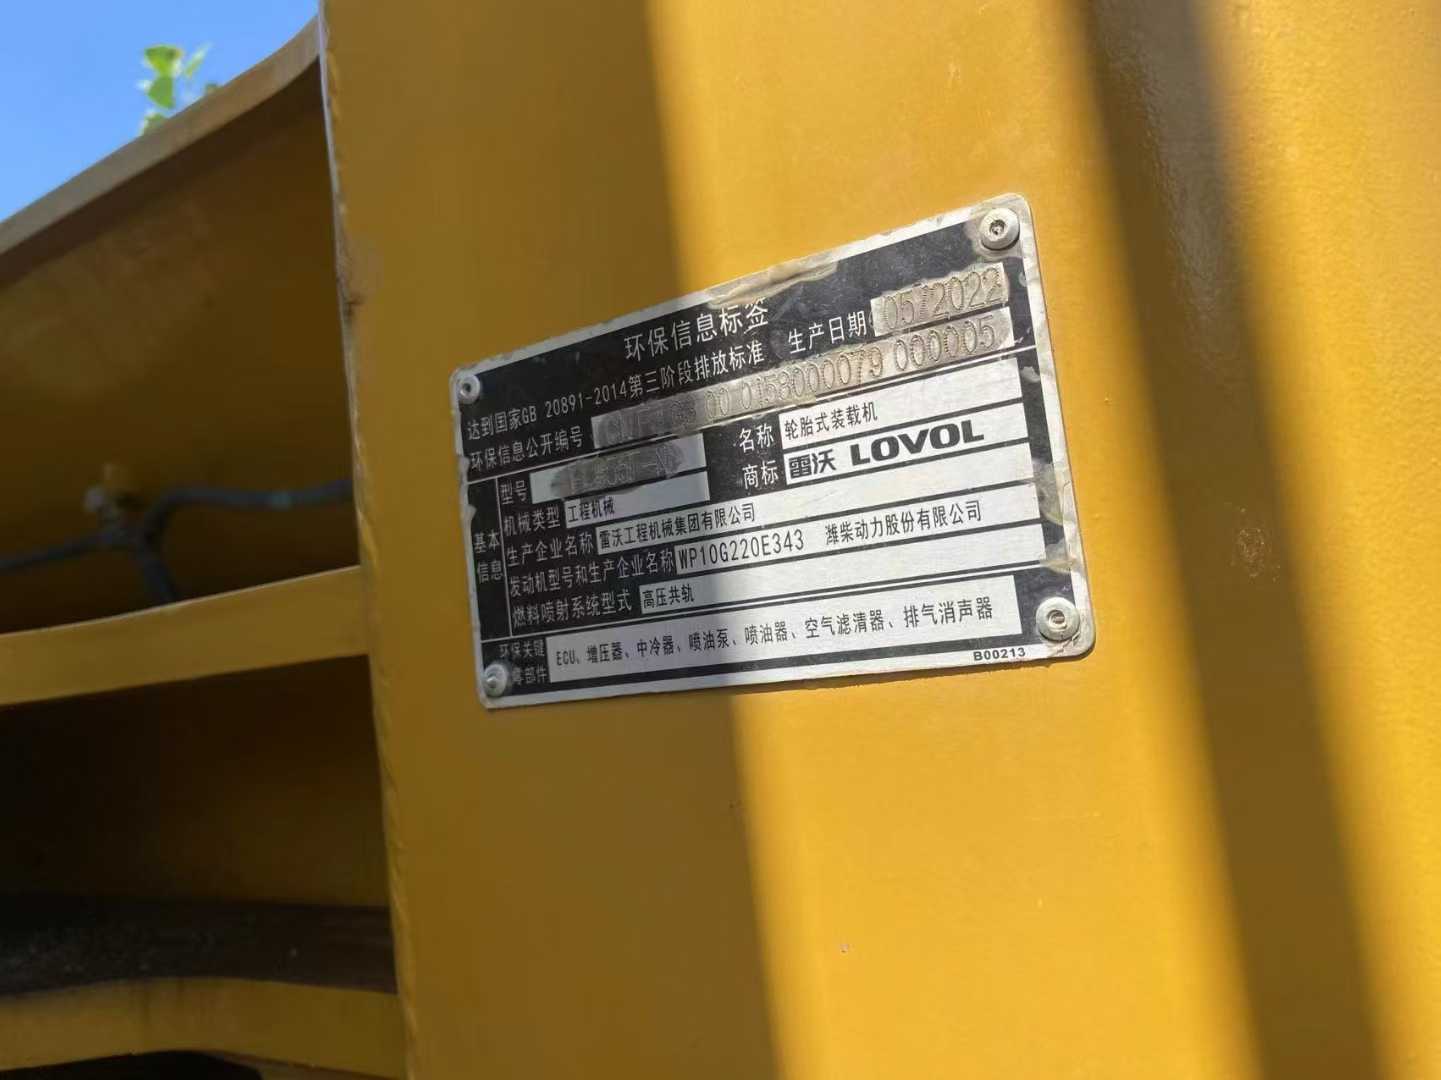 环保信息标签
达到国家GB 20891-2014第三阶段排放标准 生产日期 05/2022
环保信息公开编号 00 0158000079 000005
基本信息
型号
名称 轮胎式装载机
机械类型 工程机械
商标 雷沃 LOVOL
生产企业名称 雷沃工程机械集团有限公司
发动机型号和生产企业名称 WP10G220E343 潍柴动力股份有限公司
燃料喷射系统型式 高压共轨
环保关键零部件 ECU、增压器、中冷器、喷油泵、喷油器、空气滤清器、排气消声器
B00213